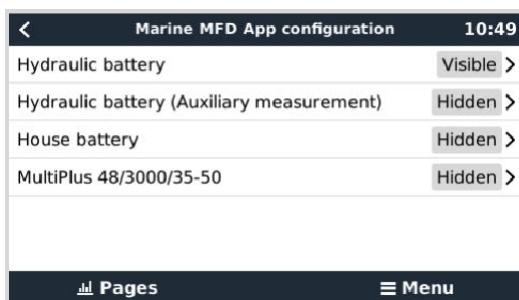 Marine MFD App configuration 10:49
Hydraulic battery Visible
Hydraulic battery (Auxiliary measurement) Hidden
House battery Hidden
MultiPlus 48/3000/35-50 Hidden
Pages Menu